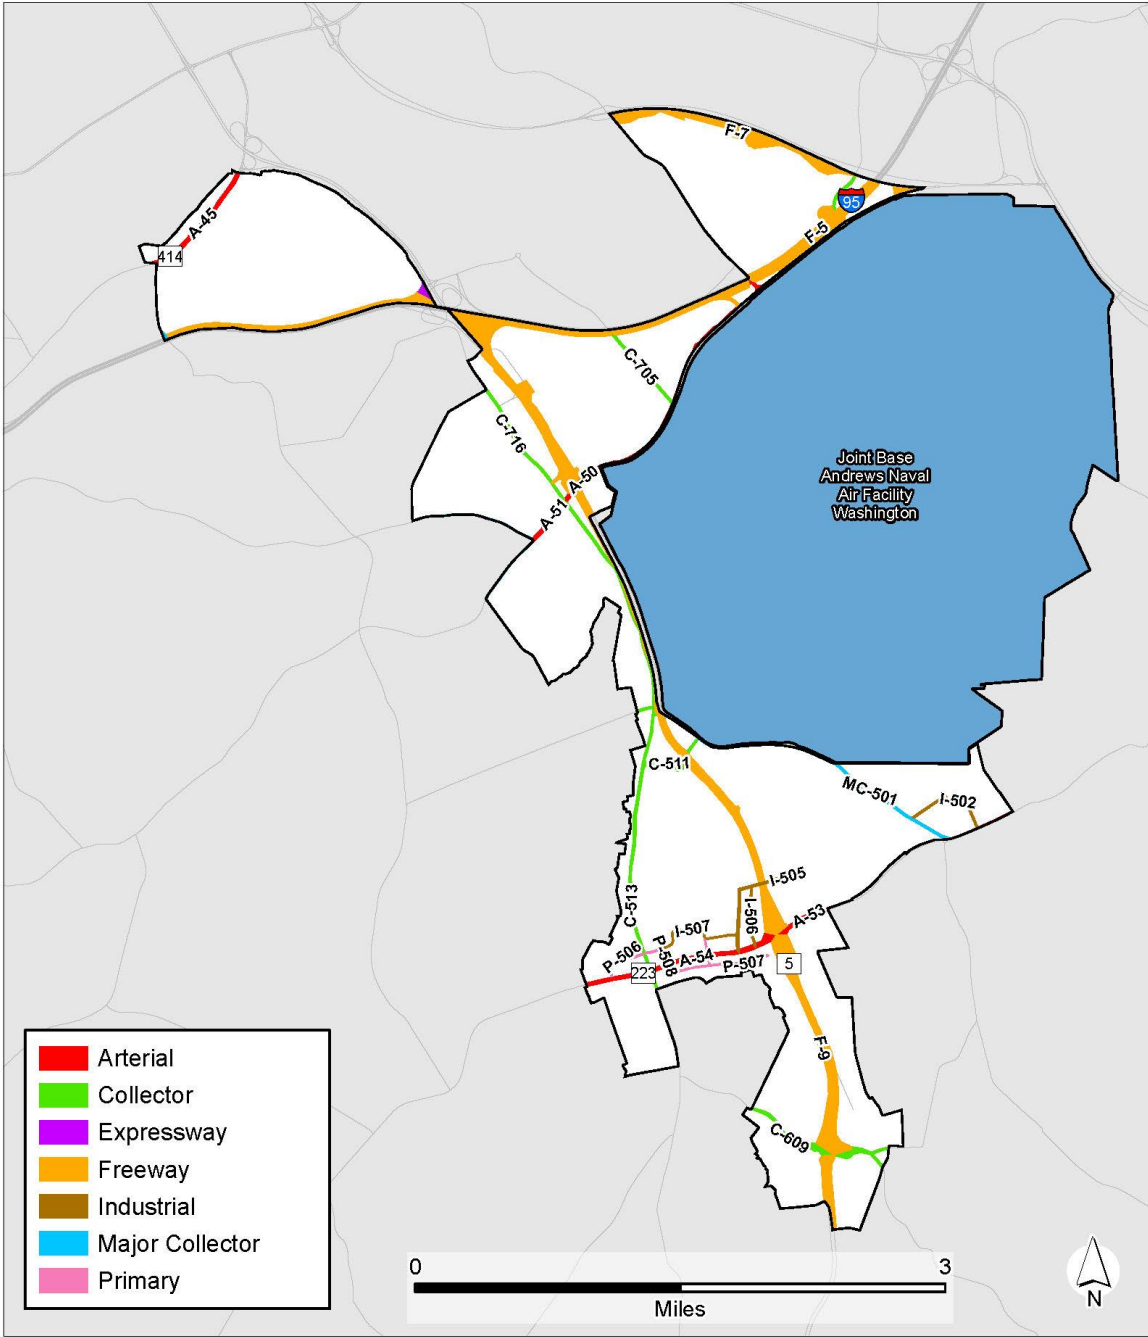 F-7
95
F-5
A-45
414
C-705
C-716
A-50
A-51
Joint Base
Andrews Naval
Air Facility
Washington
C-511
MC-501
I-502
I-505
I-506
A-53
C-513
I-507
P-506
P-508
A-54
P-507
223
5
F-9
C-609
Arterial
Collector
Expressway
Freeway
Industrial
Major Collector
Primary
0 3
Miles
N